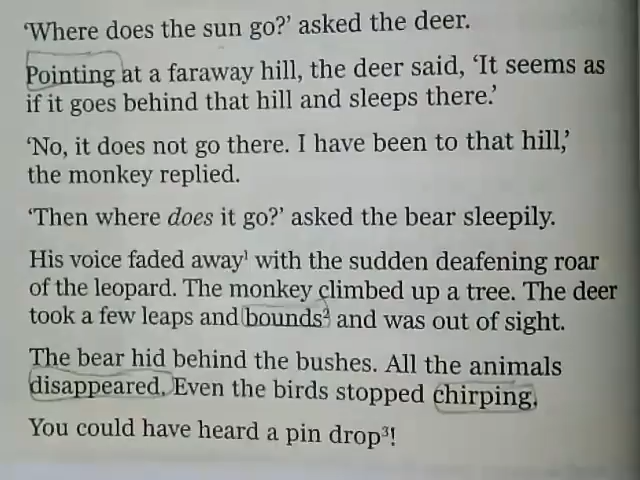 ‘Where does the sun go?’ asked the deer.
Pointing at a faraway hill, the deer said, ‘It seems as
if it goes behind that hill and sleeps there.’
‘No, it does not go there. I have been to that hill,’
the monkey replied.
‘Then where does it go?’ asked the bear sleepily.
His voice faded away¹ with the sudden deafening roar
of the leopard. The monkey climbed up a tree. The deer
took a few leaps and bounds² and was out of sight.
The bear hid behind the bushes. All the animals
disappeared. Even the birds stopped chirping.
You could have heard a pin drop³!